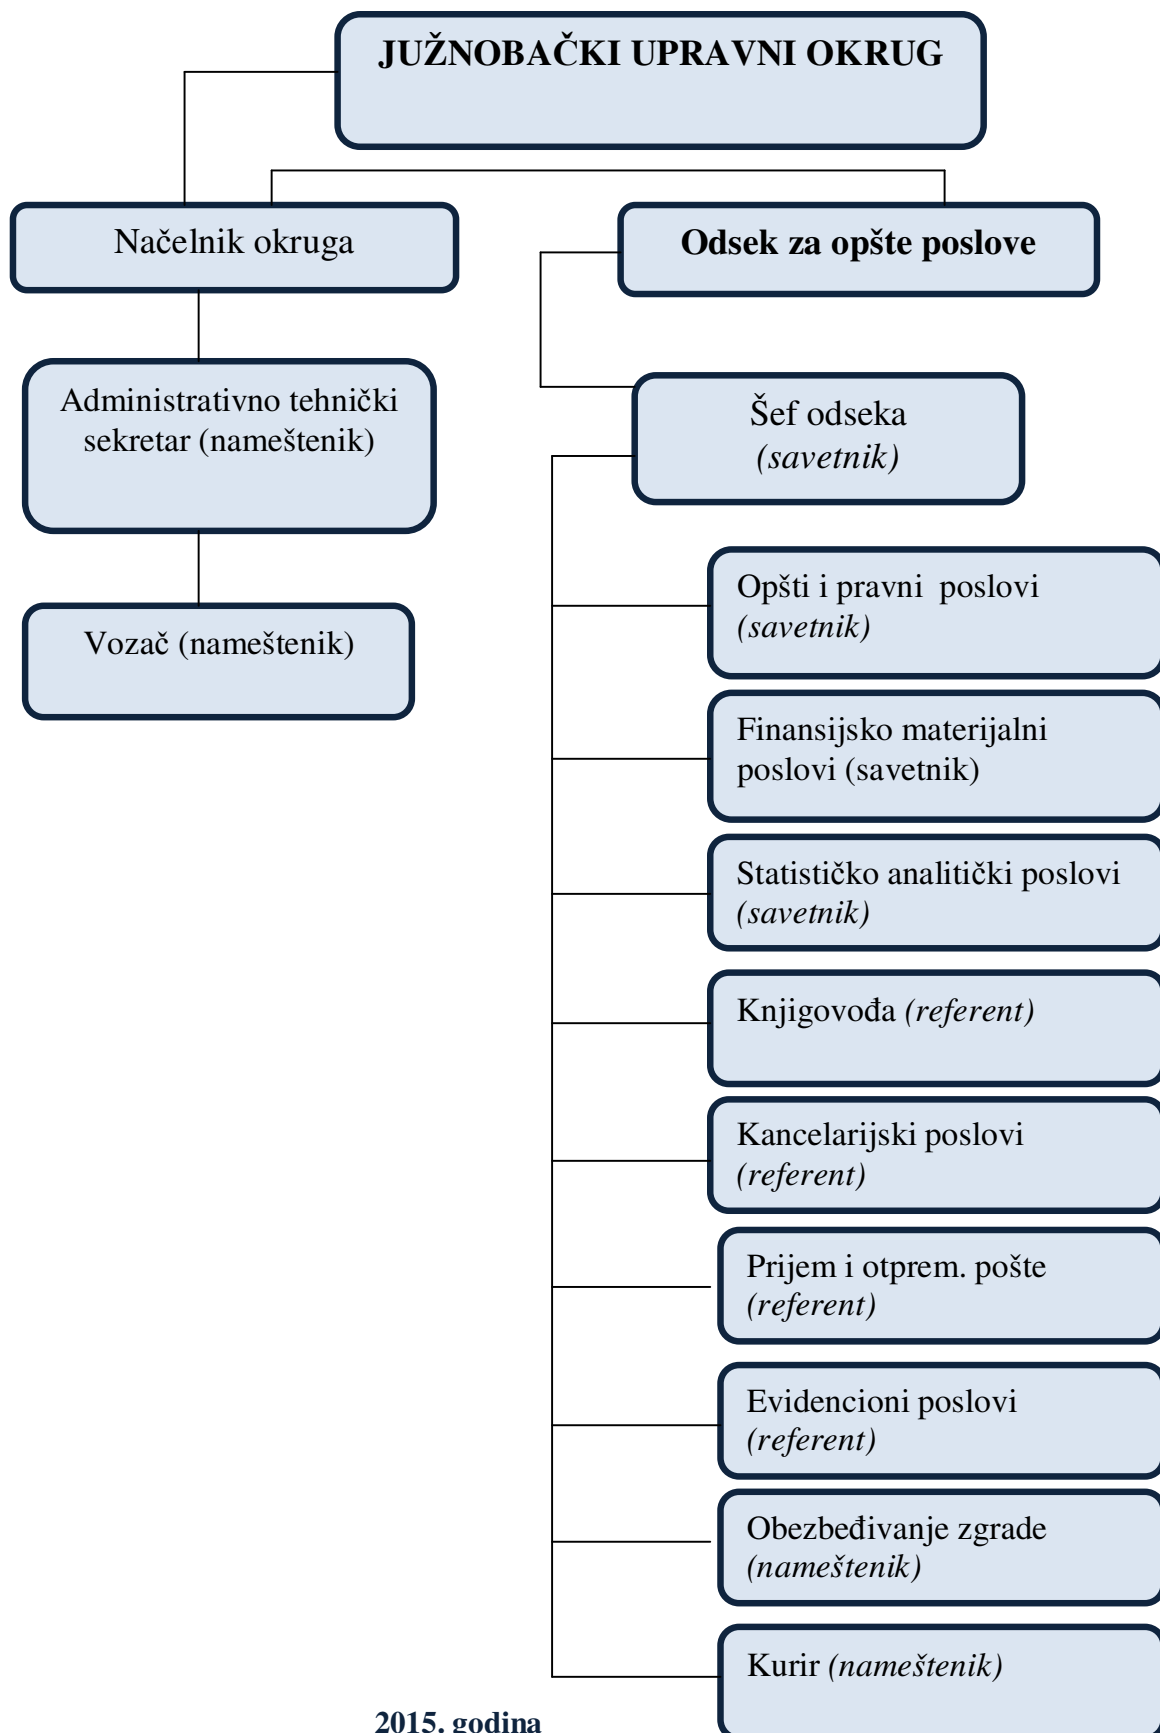 JUŽNOBAČKI UPRAVNI OKRUG
Načelnik okruga
Odsek za opšte poslove
Administrativno tehnički
sekretar (nameštenik)
Vozač (nameštenik)
Šef odseka
(savetnik)
Opšti i pravni  poslovi
(savetnik)
Finansijsko materijalni
poslovi (savetnik)
Statističko analitički poslovi
(savetnik)
Knjigovođa (referent)
Kancelarijski poslovi
(referent)
Prijem i otprem. pošte
(referent)
Evidencioni poslovi
(referent)
Obezbeđivanje zgrade
(nameštenik)
Kurir (nameštenik)
2015. godina